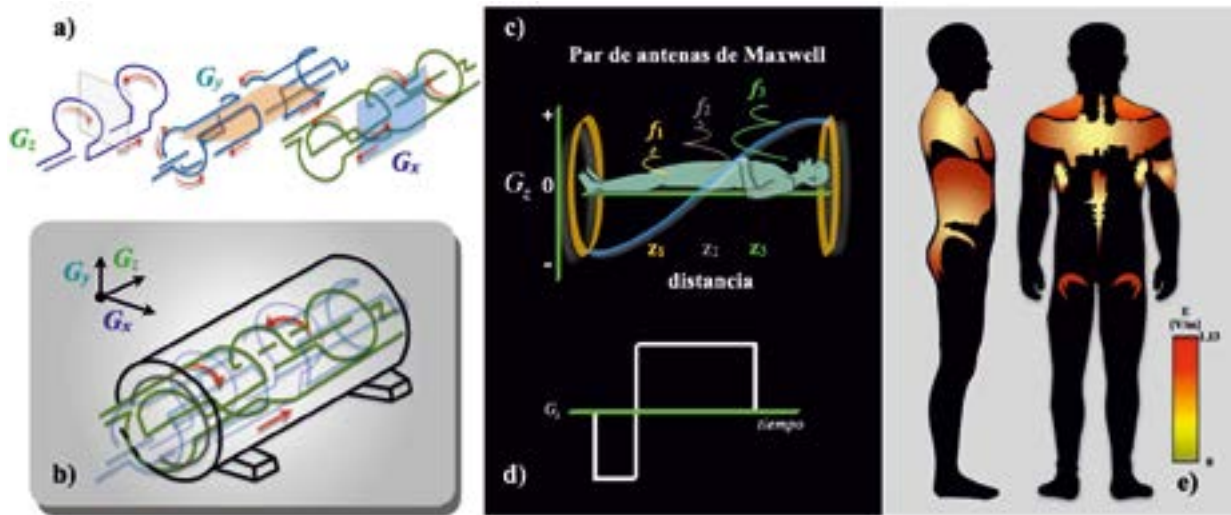 a)
Gz
Gy
Gx
b)
Gy
Gz
Gx
c)
Par de antenas de Maxwell
+
Gz
0
-
f1
f2
f3
z1
z2
z3
distancia
d)
tiempo
E
[V/m]
1,13
0
e)